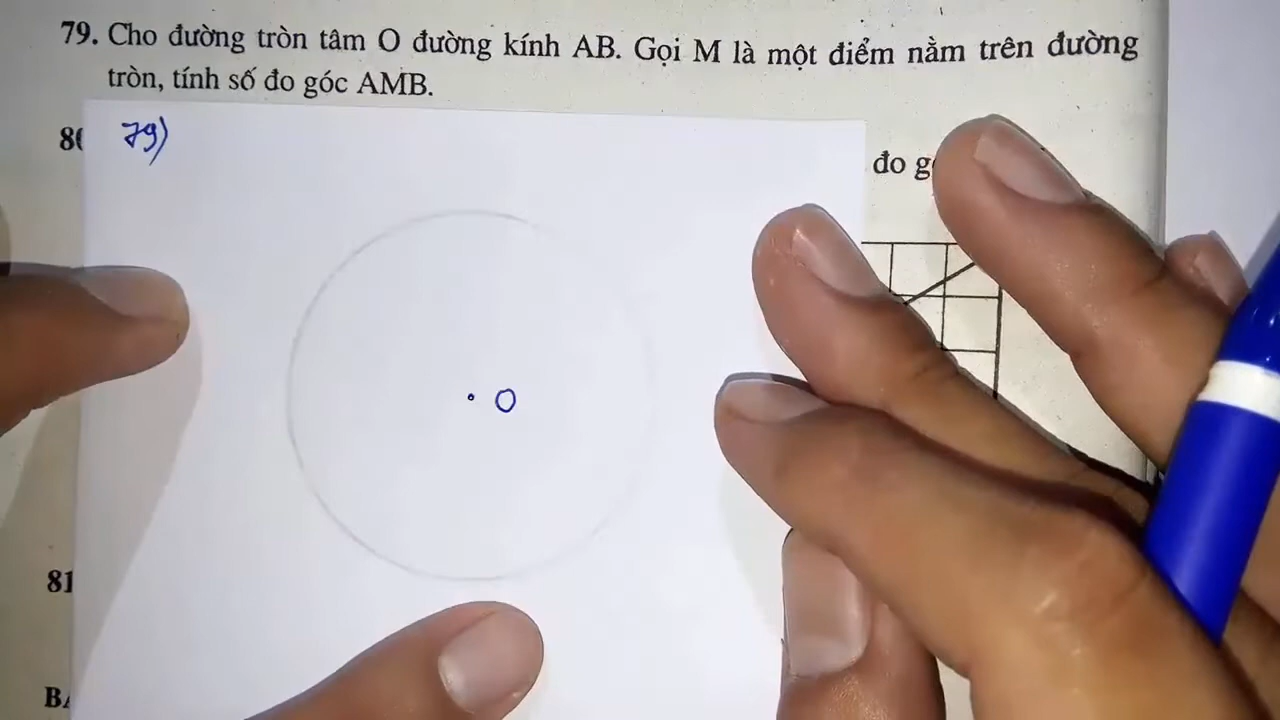 79. Cho đường tròn tâm O đường kính AB. Gọi M là một điểm nằm trên đường
tròn, tính số đo góc AMB.
79)
đo
O
81